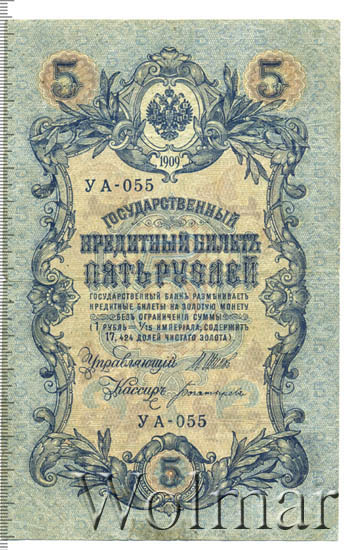 5 5
1909
УА-055
ГОСУДАРСТВЕННЫЙ
КРЕДИТНЫЙ БИЛЕТЪ
ПЯТЬ РУБЛЕЙ
ГОСУДАРСТВЕННЫЙ БАНКЪ РАЗМѢНИВАЕТЪ
КРЕДИТНЫЕ БИЛЕТЫ НА ЗОЛОТУЮ МОНЕТУ
БЕЗЪ ОГРАНИЧЕНІЯ СУММЫ
(1 РУБЛЬ = 1/15 ИМПЕРІАЛА, СОДЕРЖИТЪ
17,424 ДОЛЕЙ ЧИСТАГО ЗОЛОТА).
Управляющій
Кассиръ
УА-055
5
Wolmar